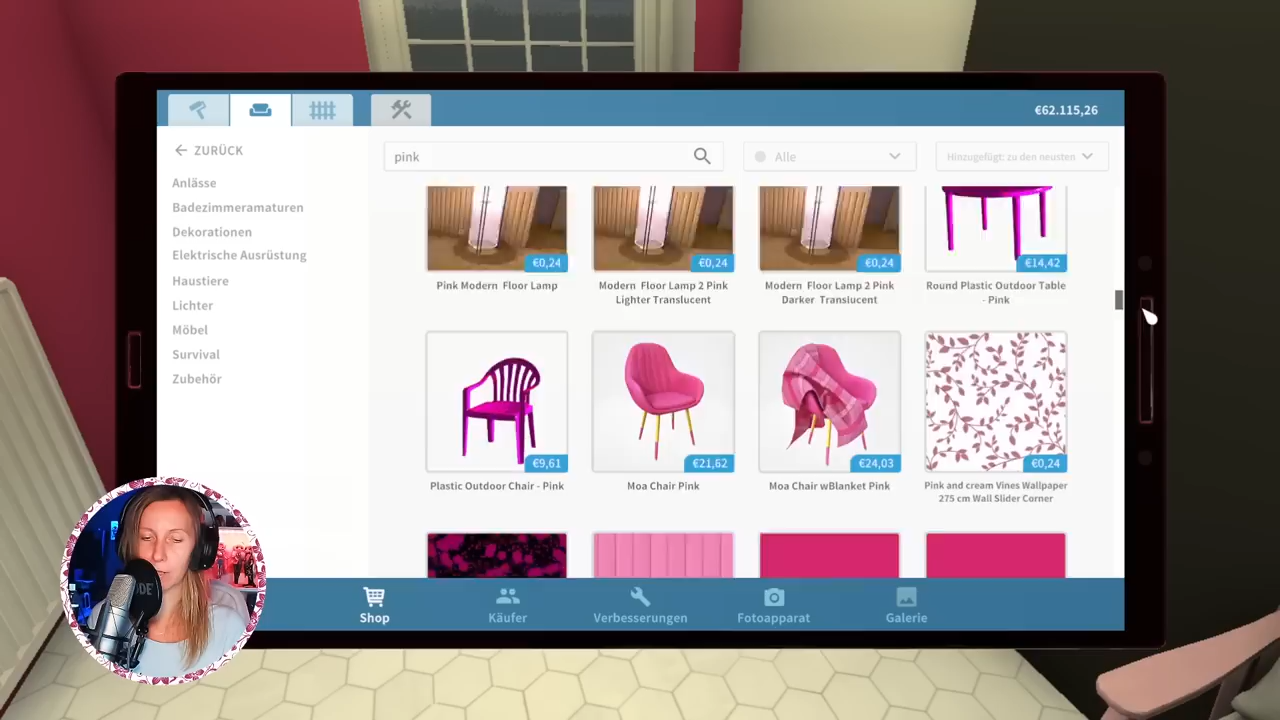 €62.115,26
ZURÜCK
pink
Alle
Hinzugefügt: zu den neusten
Anlässe
Badezimmeramaturen
Dekorationen
Elektrische Ausrüstung
Haustiere
Lichter
Möbel
Survival
Zubehör
€0,24
€0,24
€0,24
€14,42
Pink Modern Floor Lamp
Modern Floor Lamp 2 Pink
Lighter Translucent
Modern Floor Lamp 2 Pink
Darker Translucent
Round Plastic Outdoor Table
- Pink
€9,61
€21,62
€24,03
€0,24
Plastic Outdoor Chair - Pink
Moa Chair Pink
Moa Chair wBlanket Pink
Pink and cream Vines Wallpaper
275 cm Wall Slider Corner
Shop
Käufer
Verbesserungen
Fotoapparat
Galerie